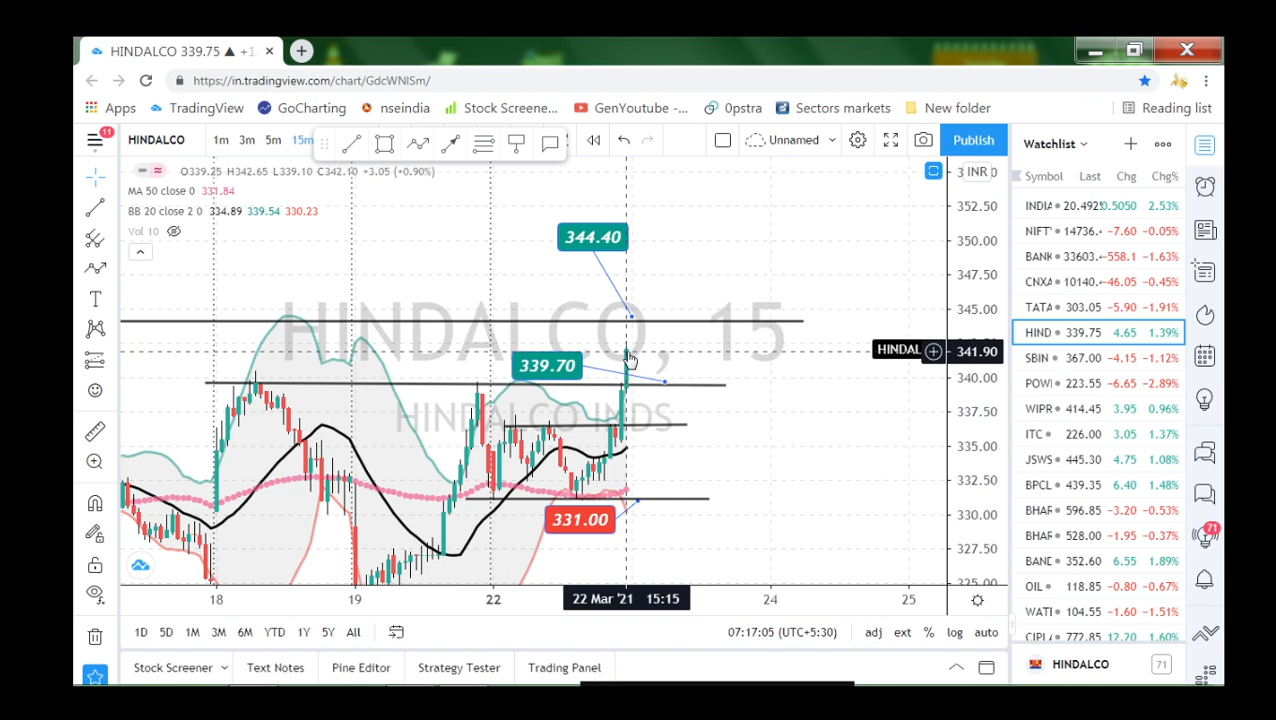 HINDALCO 339.75 ▲ +1
https://in.tradingview.com/chart/GdcWNISm/
Apps TradingView GoCharting nseindia Stock Screene... GenYoutube -... 0pstra Sectors markets New folder Reading list
11
HINDALCO 1m 3m 5m 15m Unnamed Publish
Watchlist
O339.25 H342.65 L339.10 C342.10 +3.05 (+0.90%)
INR
Symbol Last Chg Chg%
MA 50 close 0 331.84
BB 20 close 2 0 334.89 339.54 330.23
Vol 10
HINDALCO, 15
HINDALCO INDS
344.40
339.70
331.00
352.50
350.00
347.50
345.00
HINDAL 341.90
340.00
337.50
335.00
332.50
330.00
327.50
325.00
INDIA 20.492 0.5050 2.53%
NIFT 14736. -7.60 -0.05%
BANK 33603. -558.1 -1.63%
CNXA 10140. -46.05 -0.45%
TATA 303.05 -5.90 -1.91%
HIND 339.75 4.65 1.39%
SBIN 367.00 -4.15 -1.12%
POWI 223.55 -6.65 -2.89%
WIPR 414.45 3.95 0.96%
ITC 226.00 3.05 1.37%
JSWS 445.30 4.75 1.08%
BPCL 439.35 6.40 1.48%
BHAR 596.85 -3.20 -0.53%
BHAR 528.00 -1.95 -0.37%
BANE 352.60 6.55 1.89%
OIL 118.85 -0.80 -0.67%
WATI 104.55 -1.60 -1.51%
CIPL 772.85 12.20 1.60%
71
18 19 22 22 Mar '21 15:15 24 25
1D 5D 1M 3M 6M YTD 1Y 5Y All 07:17:05 (UTC+5:30) adj ext % log auto
Stock Screener Text Notes Pine Editor Strategy Tester Trading Panel
HINDALCO 71